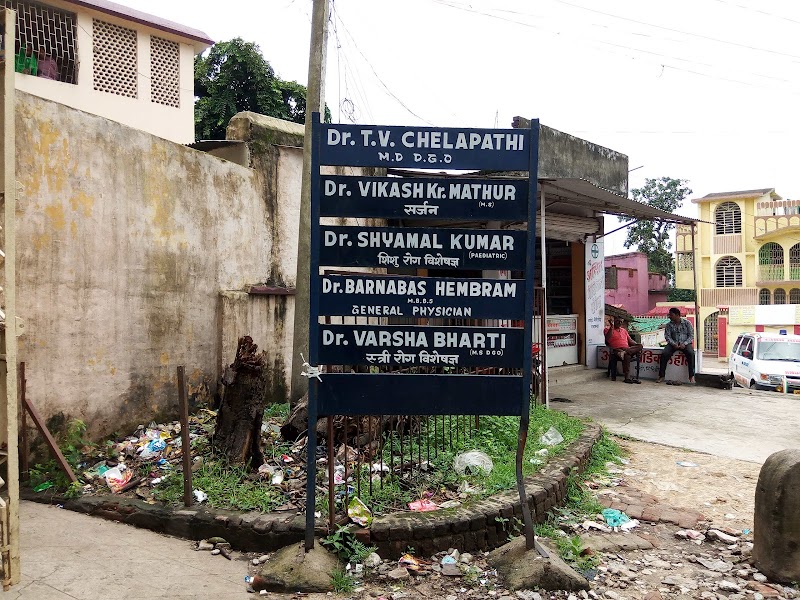 Dr. T.V. CHELAPATHI
M.D D.G.O
Dr. VIKASH Kr. MATHUR
सर्जन (M.S)
Dr. SHYAMAL KUMAR
शिशु रोग विशेषज्ञ (PAEDIATRIC)
Dr. BARNABAS HEMBRAM
M.B.B.S
GENERAL PHYSICIAN
Dr. VARSHA BHARTI
स्त्री रोग विशेषज्ञ (M.S DGO)